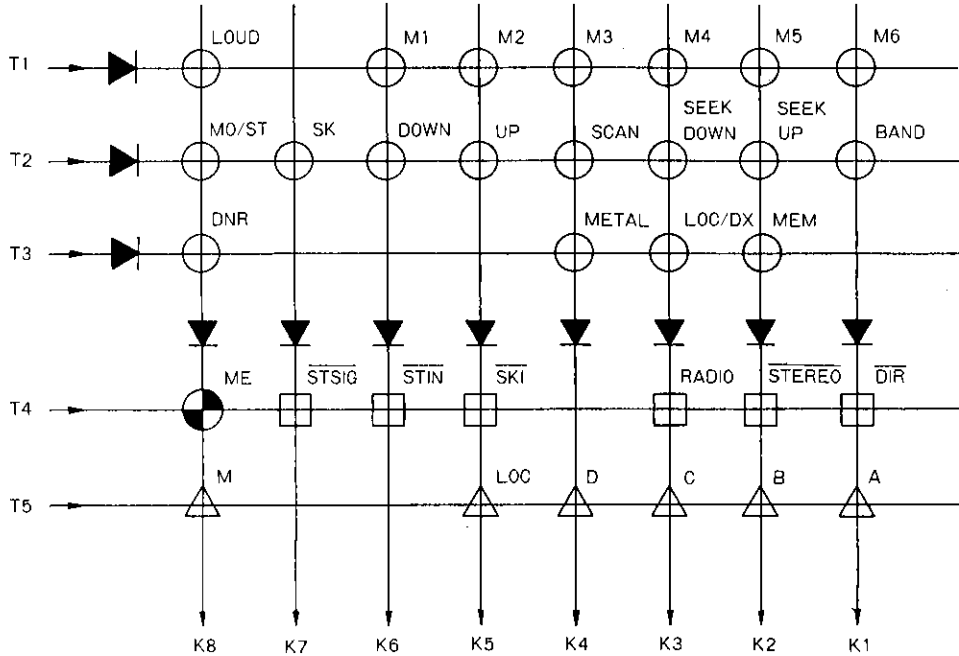 LOUD M1 M2 M3 M4 M5 M6
T1
SEEK SEEK
MO/ST SK DOWN UP SCAN DOWN UP BAND
T2
DNR METAL LOC/DX MEM
T3
ME STSIG STIN SKI RADIO STEREO DIR
T4
M LOC D C B A
T5
K8 K7 K6 K5 K4 K3 K2 K1